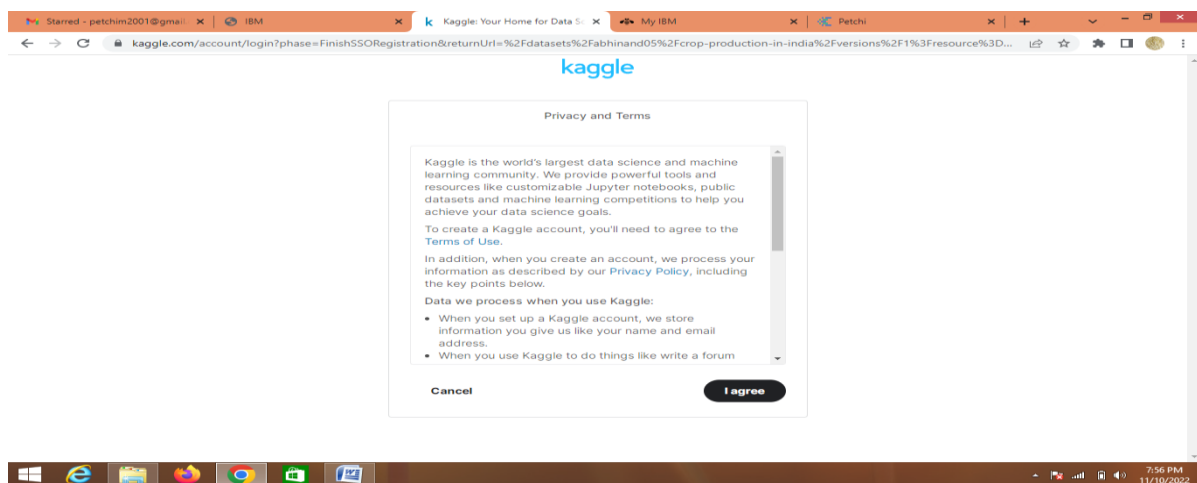 Starred - petchim2001@gmail.
IBM
Kaggle: Your Home for Data Sc
My IBM
Petchi
kaggle.com/account/login?phase=FinishSSORegistration&returnUrl=%2Fdatasets%2Fabhinand05%2Fcrop-production-in-india%2Fversions%2F1%3Fresource%3D...
kaggle
Privacy and Terms
Kaggle is the world's largest data science and machine
learning community. We provide powerful tools and
resources like customizable Jupyter notebooks, public
datasets and machine learning competitions to help you
achieve your data science goals.
To create a Kaggle account, you'll need to agree to the
Terms of Use.
In addition, when you create an account, we process your
information as described by our Privacy Policy, including
the key points below.
Data we process when you use Kaggle:
• When you set up a Kaggle account, we store
information you give us like your name and email
address.
• When you use Kaggle to do things like write a forum
Cancel
I agree
7:56 PM
11/10/2022